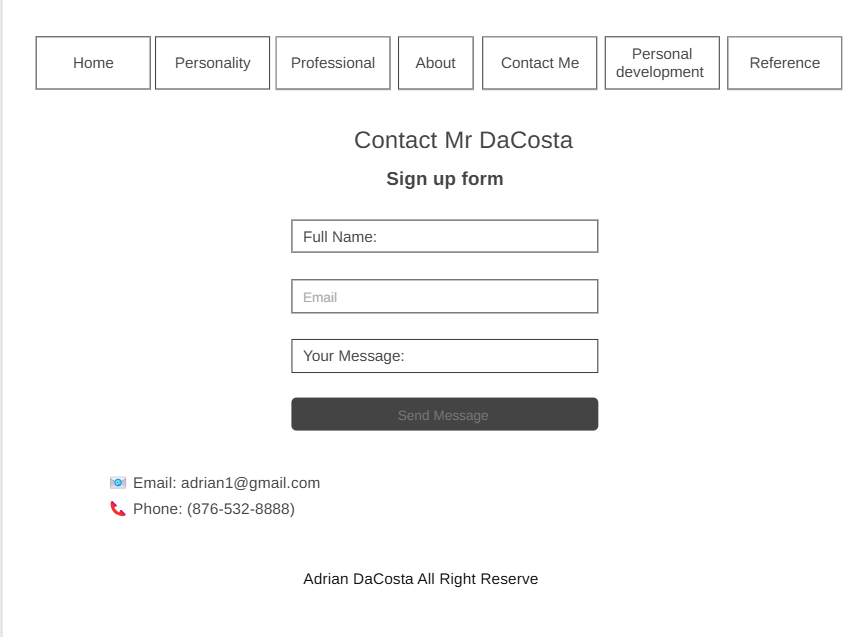 Home
Personality
Professional
About
Contact Me
Personal
development
Reference
Contact Mr DaCosta
Sign up form
Full Name:
Email
Your Message:
Send Message
Email: adrian1@gmail.com
Phone: (876-532-8888)
Adrian DaCosta All Right Reserve